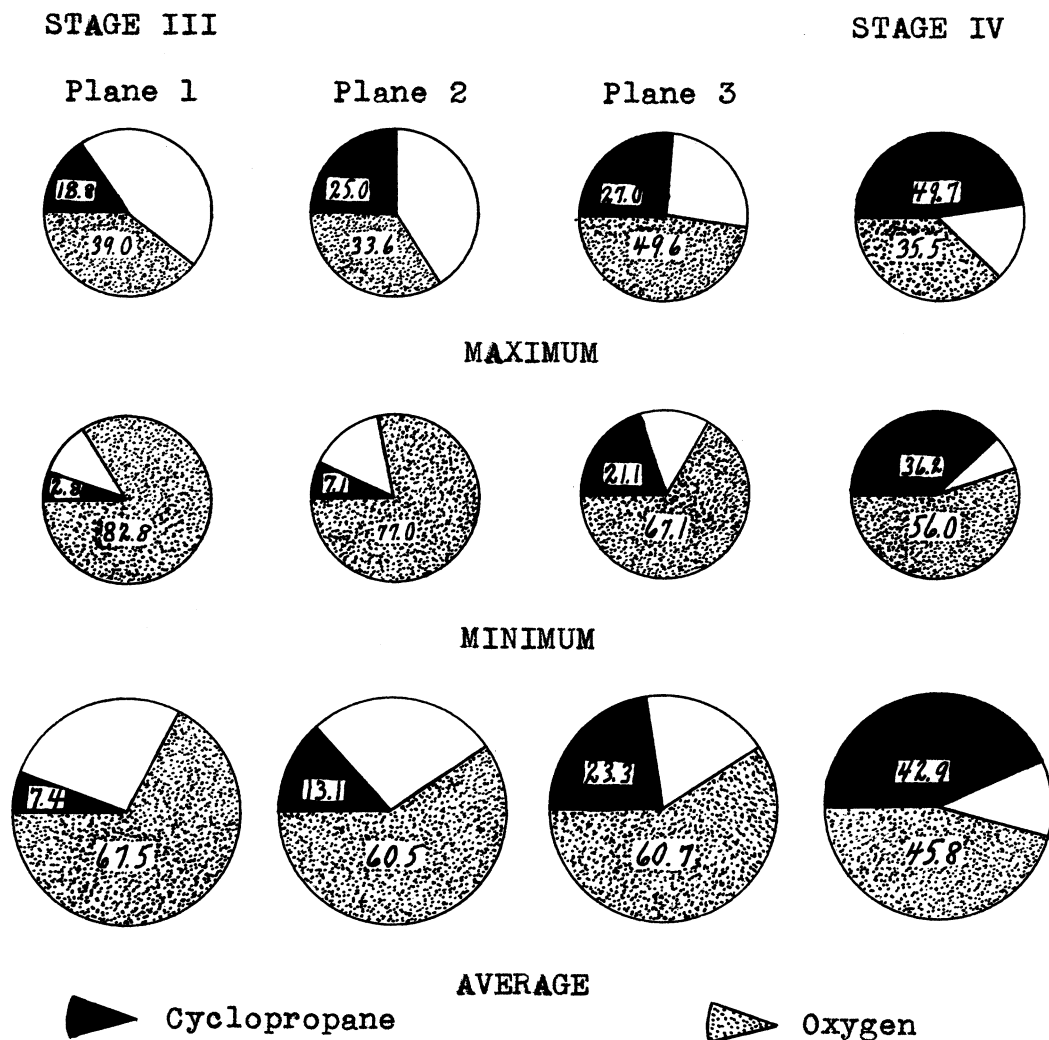 STAGE III STAGE IV
Plane 1 Plane 2 Plane 3
18.8 25.0 27.0 49.7
39.0 33.6 49.6 35.5
MAXIMUM
2.8 7.1 21.1 36.2
82.8 77.0 67.1 56.0
MINIMUM
7.4 13.1 23.3 42.9
67.5 60.5 60.7 45.8
AVERAGE
Cyclopropane Oxygen